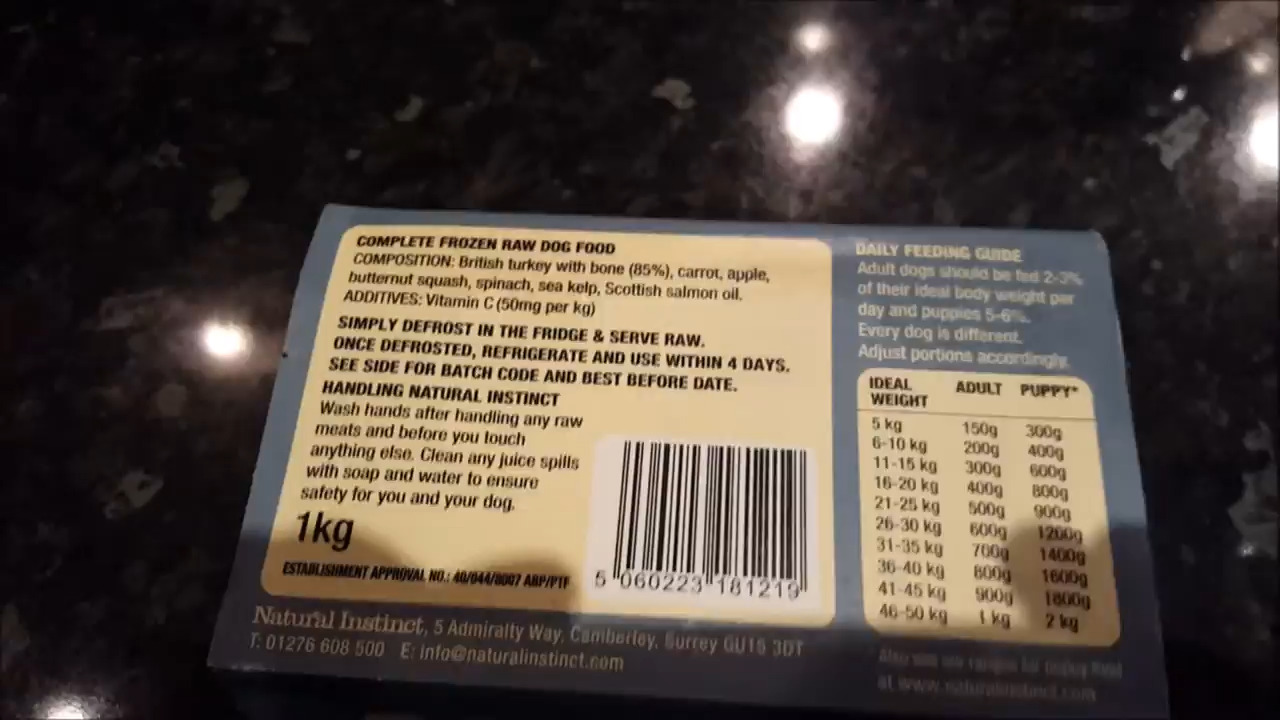 COMPLETE FROZEN RAW DOG FOOD
COMPOSITION: British turkey with bone (85%), carrot, apple,
butternut squash, spinach, sea kelp, Scottish salmon oil.
ADDITIVES: Vitamin C (50mg per kg)
SIMPLY DEFROST IN THE FRIDGE & SERVE RAW.
ONCE DEFROSTED, REFRIGERATE AND USE WITHIN 4 DAYS.
SEE SIDE FOR BATCH CODE AND BEST BEFORE DATE.
HANDLING NATURAL INSTINCT
Wash hands after handling any raw
meats and before you touch
anything else. Clean any juice spills
with soap and water to ensure
safety for you and your dog.
1kg
ESTABLISHMENT APPROVAL NO.: 40/044/8007 ABP/PTF
5 060223 181219
Natural Instinct, 5 Admiralty Way, Camberley, Surrey GU15 3DT
T: 01276 608 500 E: info@naturalinstinct.com
DAILY FEEDING GUIDE
Adult dogs should be fed 2-3%
of their ideal body weight per
day and puppies 5-6%.
Every dog is different.
Adjust portions accordingly.
IDEAL WEIGHT ADULT PUPPY*
5 kg 150g 300g
6-10 kg 200g 400g
11-15 kg 300g 600g
16-20 kg 400g 800g
21-25 kg 500g 900g
26-30 kg 600g 1200g
31-35 kg 700g 1400g
36-40 kg 800g 1600g
41-45 kg 900g 1800g
46-50 kg 1 kg 2 kg
at www.naturalinstinct.com